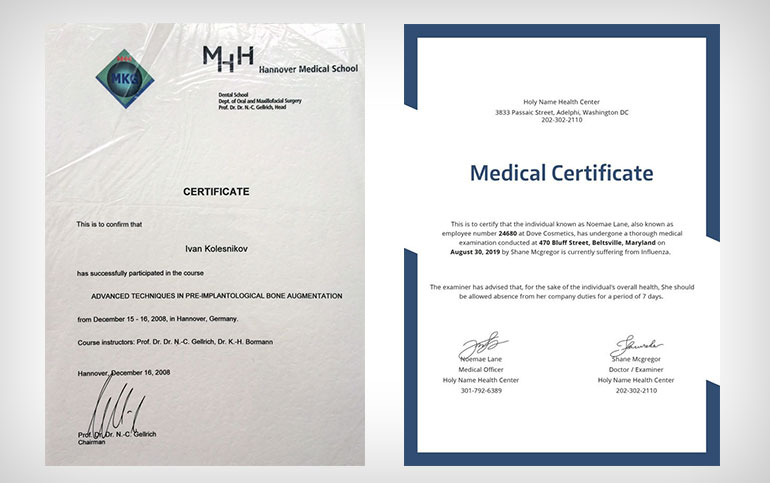 MKG
MHH
Hannover Medical School
Dental School
Dept. of Oral and Maxillofacial Surgery
Prof. Dr. Dr. N.-C. Gellrich, Head
CERTIFICATE
This is to confirm that
Ivan Kolesnikov
has successfully participated in the course
ADVANCED TECHNIQUES IN PRE-IMPLANTOLOGICAL BONE AUGMENTATION
from December 15 - 16, 2008, in Hannover, Germany.
Course instructors: Prof. Dr. Dr. N.-C. Gellrich, Dr. K.-H. Bormann
Hannover, December 16, 2008
Prof. Dr. Dr. N.-C. Gellrich
Chairman
Holy Name Health Center
3833 Passaic Street, Adelphi, Washington DC
202-302-2110
Medical Certificate
This is to certify that the individual known as Noemae Lane, also known as
employee number 24680 at Dove Cosmetics, has undergone a thorough medical
examination conducted at 470 Bluff Street, Beltsville, Maryland on
August 30, 2019 by Shane Mcgregor is currently suffering from Influenza.
The examiner has advised that, for the sake of the individual's overall health, She should
be allowed absence from her company duties for a period of 7 days.
Noemae Lane
Medical Officer
Holy Name Health Center
301-792-6389
Shane Mcgregor
Doctor / Examiner
Holy Name Health Center
202-302-2110